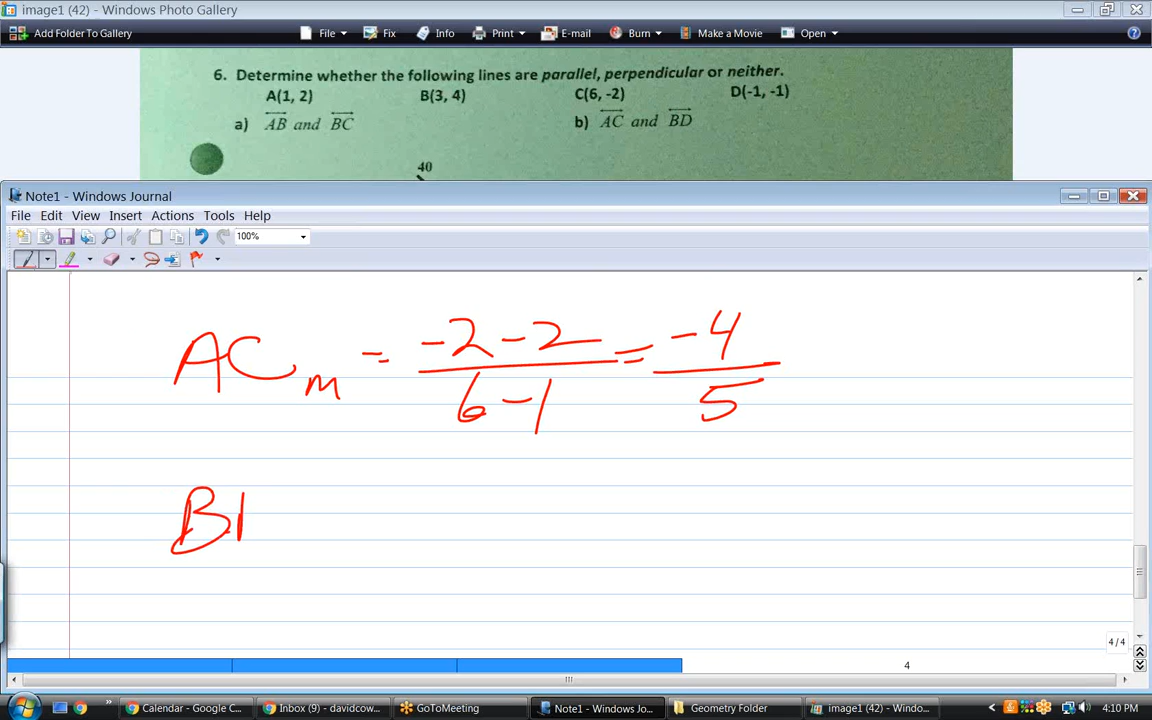 image1 (42) - Windows Photo Gallery
Add Folder To Gallery File Fix Info Print E-mail Burn Make a Movie Open
6. Determine whether the following lines are parallel, perpendicular or neither.
A(1, 2) B(3, 4) C(6, -2) D(-1, -1)
a) AB and BC b) AC and BD
40
Note1 - Windows Journal
File Edit View Insert Actions Tools Help
100%
AC m = -2 - 2 / 6 - 1 = -4 / 5
B
4 / 4
4
Calendar - Google C... Inbox (9) - davidcow... GoToMeeting Note1 - Windows Jo... Geometry Folder image1 (42) - Windo... 4:10 PM